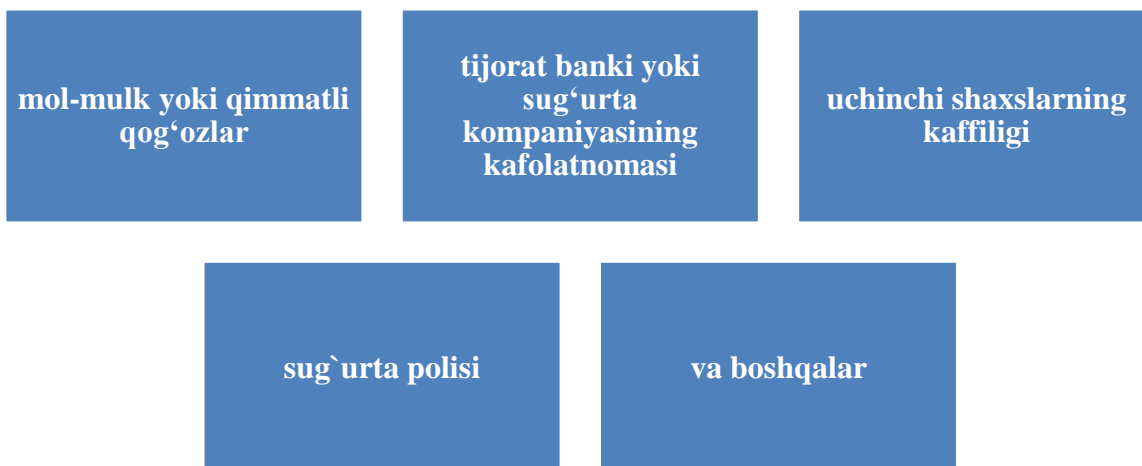 mol-mulk yoki qimmatli
qog‘ozlar
tijorat banki yoki
sug‘urta
kompaniyasining
kafolatnomasi
uchinchi shaxslarning
kaffiligi
sug`urta polisi
va boshqalar